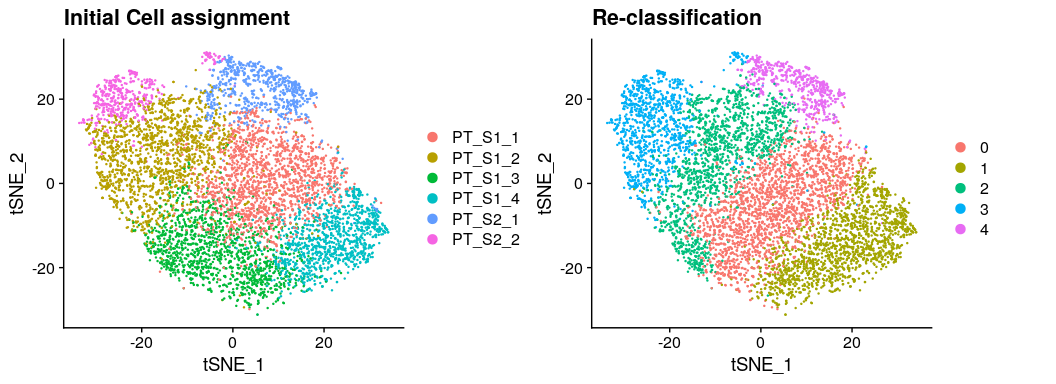 Initial Cell assignment
tSNE_2
20
0
-20
-20
0
20
tSNE_1
PT_S1_1
PT_S1_2
PT_S1_3
PT_S1_4
PT_S2_1
PT_S2_2
Re-classification
tSNE_2
20
0
-20
-20
0
20
tSNE_1
0
1
2
3
4